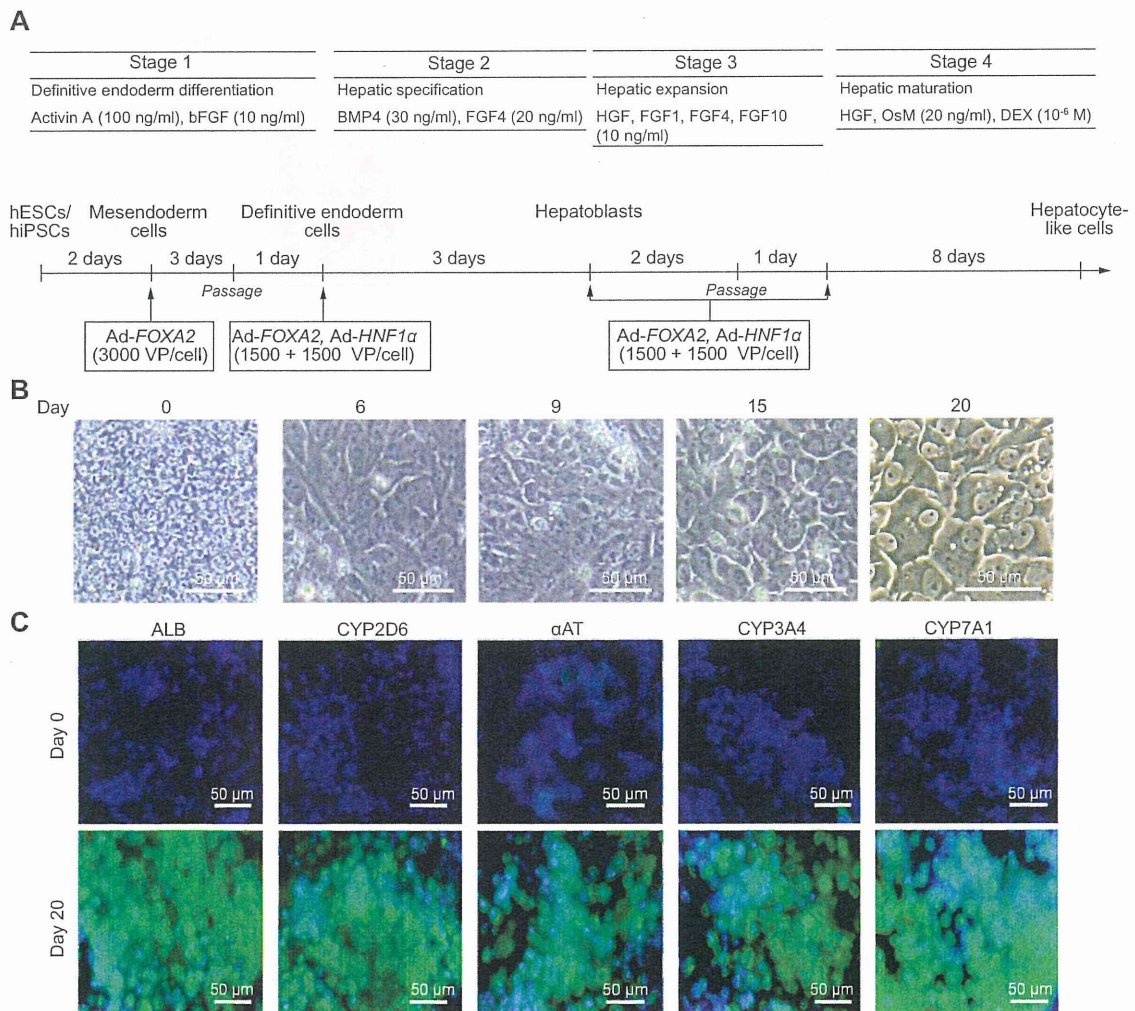 A
Stage 1
Definitive endoderm differentiation
Activin A (100 ng/ml), bFGF (10 ng/ml)
Stage 2
Hepatic specification
BMP4 (30 ng/ml), FGF4 (20 ng/ml)
Stage 3
Hepatic expansion
HGF, FGF1, FGF4, FGF10
(10 ng/ml)
Stage 4
Hepatic maturation
HGF, OsM (20 ng/ml), DEX (10⁻⁶ M)
hESCs/
hiPSCs
Mesendoderm
cells
Definitive endoderm
cells
Hepatoblasts
Hepatocyte-
like cells
2 days 3 days 1 day 3 days 2 days 1 day 8 days
Passage Passage
Ad-FOXA2
(3000 VP/cell)
Ad-FOXA2, Ad-HNF1α
(1500 + 1500 VP/cell)
Ad-FOXA2, Ad-HNF1α
(1500 + 1500 VP/cell)
B
Day 0 6 9 15 20
50 µm 50 µm 50 µm 50 µm 50 µm
C
ALB CYP2D6 αAT CYP3A4 CYP7A1
Day 0
50 µm 50 µm 50 µm 50 µm 50 µm
Day 20
50 µm 50 µm 50 µm 50 µm 50 µm